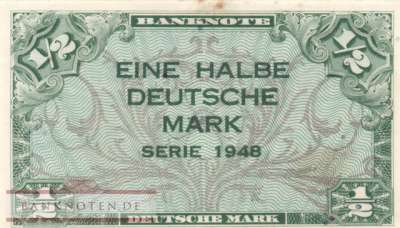 BANKNOTE
1/2 1/2
EINE HALBE
DEUTSCHE
MARK
SERIE 1948
1/2 1/2
BANKNOTEN.DE
DEUTSCHE MARK